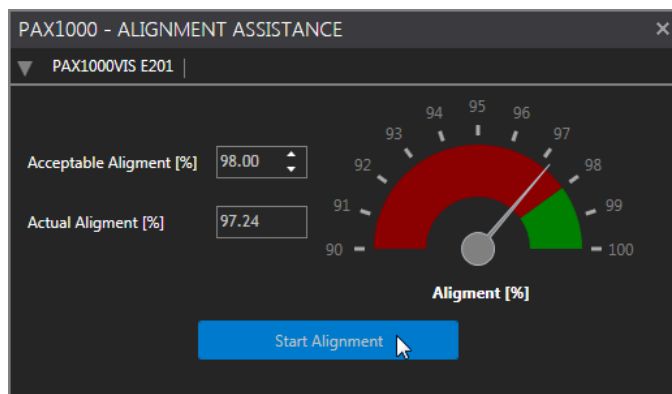 PAX1000 - ALIGNMENT ASSISTANCE
PAX1000VIS E201
Acceptable Aligment [%] 98.00
Actual Aligment [%] 97.24
90
91
92
93
94
95
96
97
98
99
100
Aligment [%]
Start Alignment